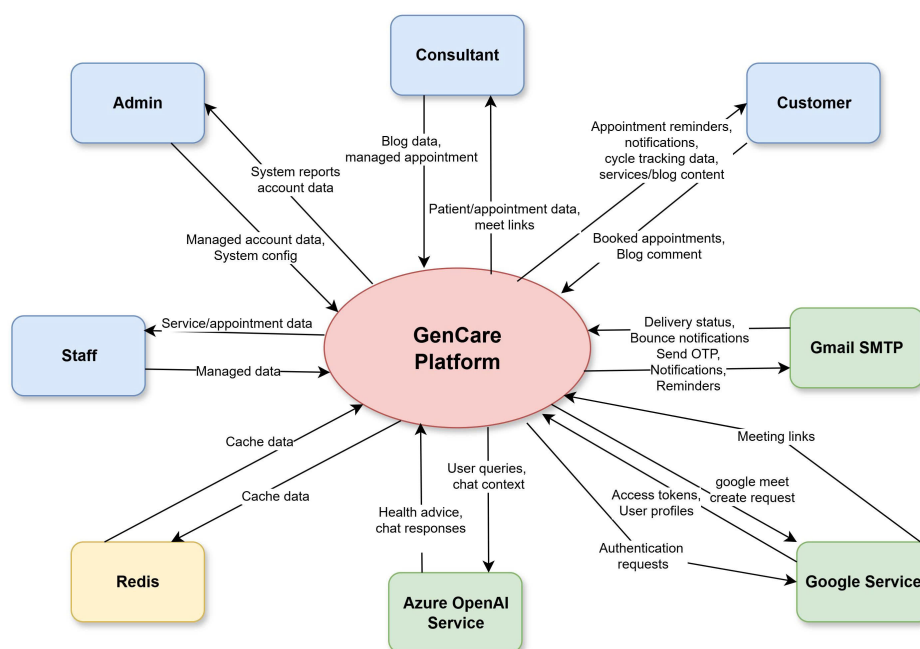 Consultant
Admin
Customer
Blog data,
managed appointment
Appointment reminders,
notifications,
cycle tracking data,
services/blog content
System reports
account data
Patient/appointment data,
meet links
Managed account data,
System config
Booked appointments,
Blog comment
Staff
Service/appointment data
Managed data
GenCare
Platform
Delivery status,
Bounce notifications
Send OTP,
Notifications,
Reminders
Gmail SMTP
Cache data
Cache data
User queries,
chat context
Health advice,
chat responses
Meeting links
google meet
create request
Access tokens,
User profiles
Authentication
requests
Redis
Azure OpenAI
Service
Google Service